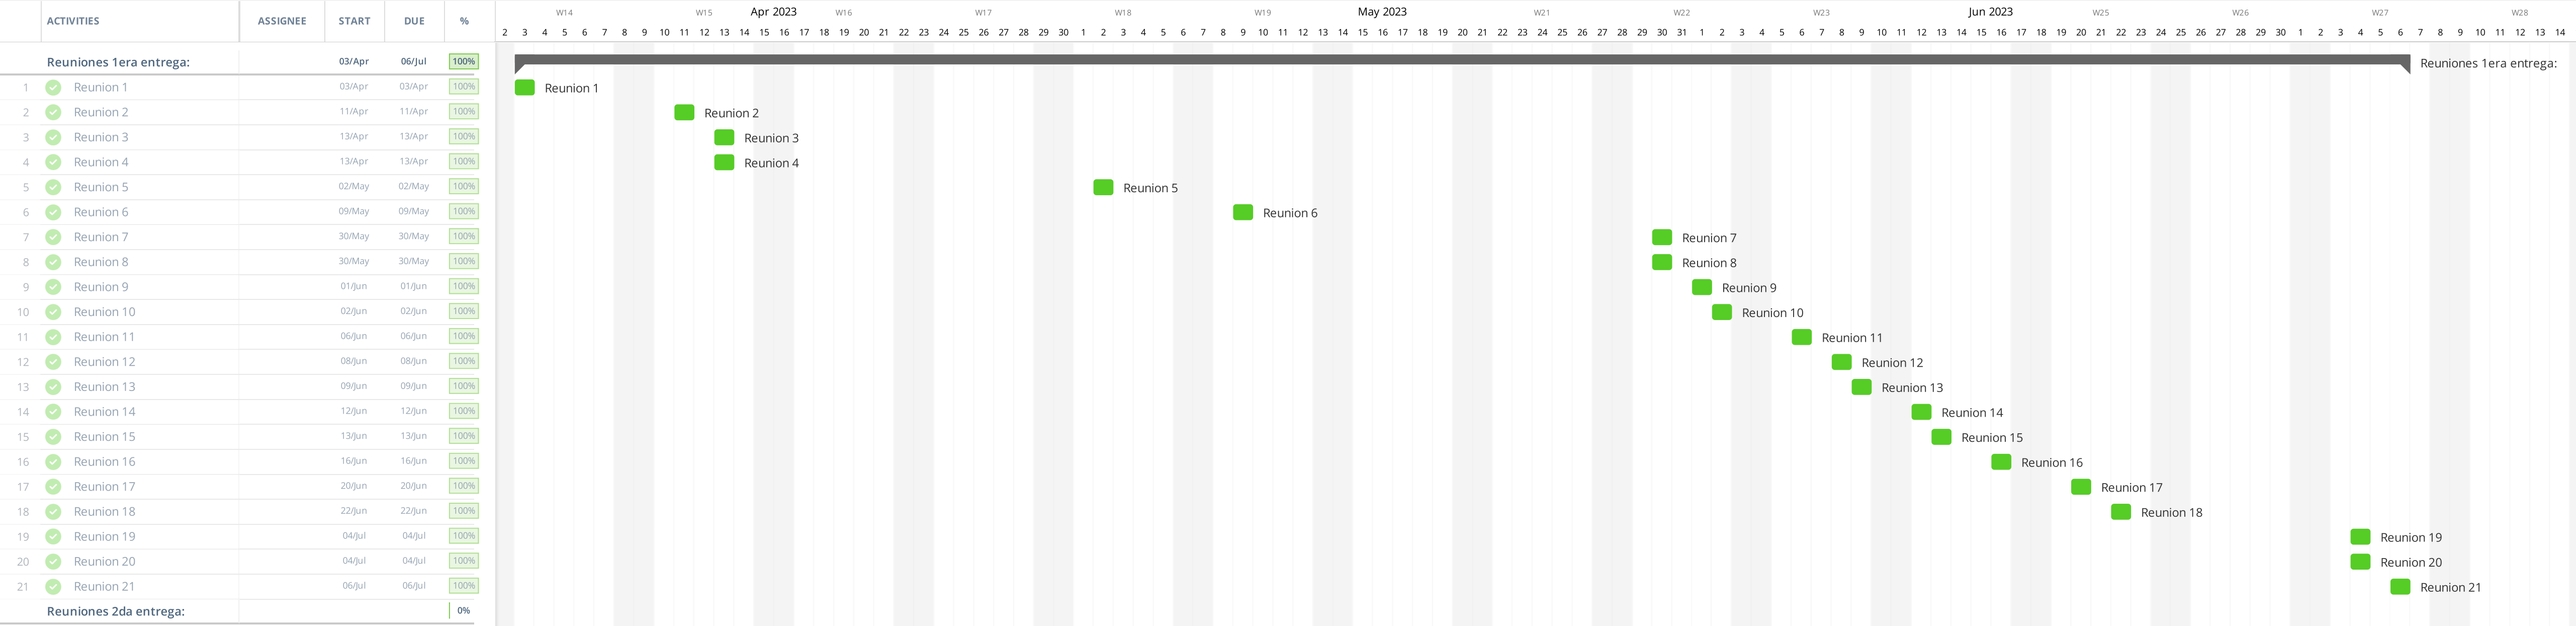 W14 W15 Apr 2023 W16 W17 W18 W19 May 2023 W21 W22 W23 Jun 2023 W25 W26 W27 W28
ACTIVITIES ASSIGNEE START DUE %
2 3 4 5 6 7 8 9 10 11 12 13 14 15 16 17 18 19 20 21 22 23 24 25 26 27 28 29 30 1 2 3 4 5 6 7 8 9 10 11 12 13 14 15 16 17 18 19 20 21 22 23 24 25 26 27 28 29 30 31 1 2 3 4 5 6 7 8 9 10 11 12 13 14 15 16 17 18 19 20 21 22 23 24 25 26 27 28 29 30 1 2 3 4 5 6 7 8 9 10 11 12 13 14
Reuniones 1era entrega: 03/Apr 06/Jul 100% Reuniones 1era entrega:
1 Reunion 1 03/Apr 03/Apr 100% Reunion 1
2 Reunion 2 11/Apr 11/Apr 100% Reunion 2
3 Reunion 3 13/Apr 13/Apr 100% Reunion 3
4 Reunion 4 13/Apr 13/Apr 100% Reunion 4
5 Reunion 5 02/May 02/May 100% Reunion 5
6 Reunion 6 09/May 09/May 100% Reunion 6
7 Reunion 7 30/May 30/May 100% Reunion 7
8 Reunion 8 30/May 30/May 100% Reunion 8
9 Reunion 9 01/Jun 01/Jun 100% Reunion 9
10 Reunion 10 02/Jun 02/Jun 100% Reunion 10
11 Reunion 11 06/Jun 06/Jun 100% Reunion 11
12 Reunion 12 08/Jun 08/Jun 100% Reunion 12
13 Reunion 13 09/Jun 09/Jun 100% Reunion 13
14 Reunion 14 12/Jun 12/Jun 100% Reunion 14
15 Reunion 15 13/Jun 13/Jun 100% Reunion 15
16 Reunion 16 16/Jun 16/Jun 100% Reunion 16
17 Reunion 17 20/Jun 20/Jun 100% Reunion 17
18 Reunion 18 22/Jun 22/Jun 100% Reunion 18
19 Reunion 19 04/Jul 04/Jul 100% Reunion 19
20 Reunion 20 04/Jul 04/Jul 100% Reunion 20
21 Reunion 21 06/Jul 06/Jul 100% Reunion 21
Reuniones 2da entrega: 0%